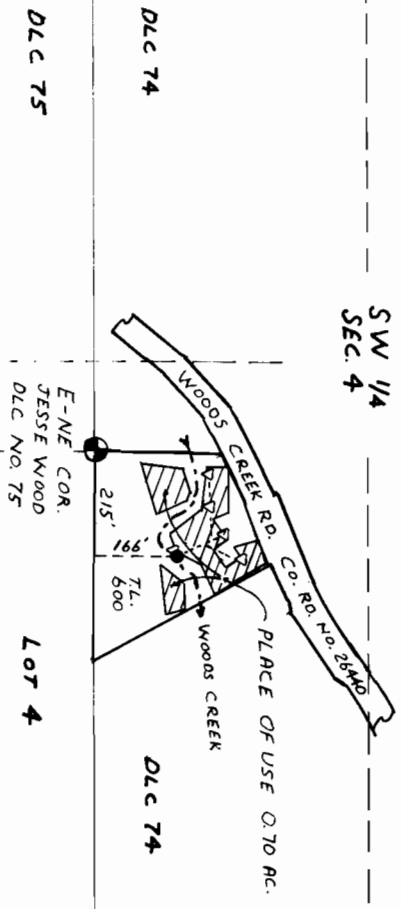 SW 1/4
SEC. 4
DLC 74
DLC 75
WOODS CREEK RD. CO. RD. NO. 26440
E-NE COR.
JESSE WOOD
DLC NO. 75
215'
166'
T.L.
600
WOODS CREEK
PLACE OF USE 0.70 AC.
DLC 74
LOT 4